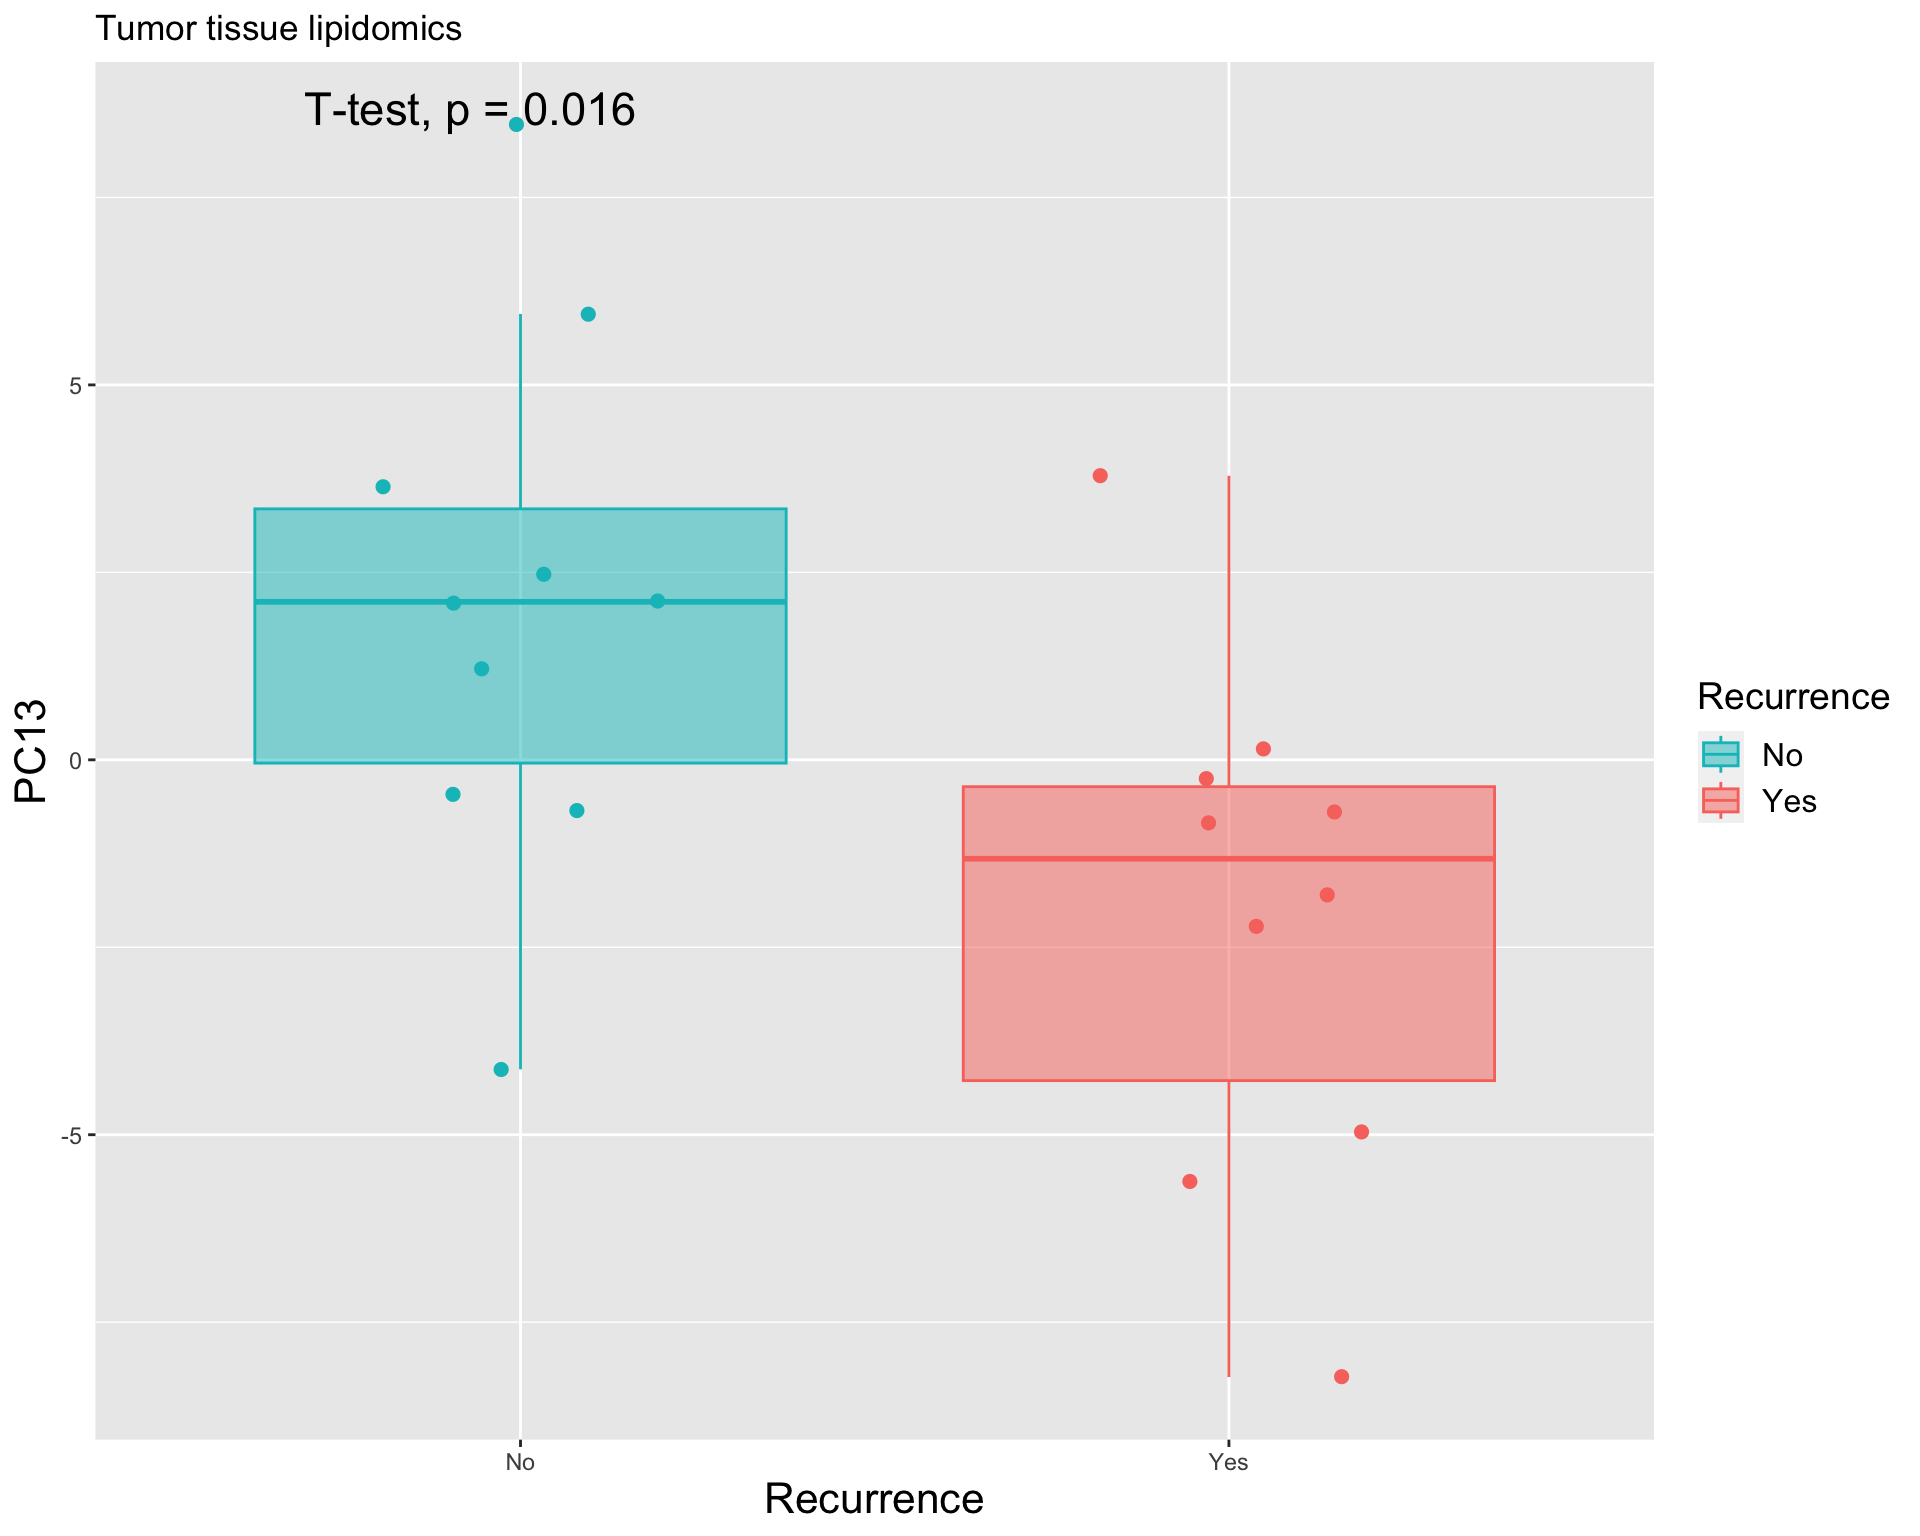 Tumor tissue lipidomics
T-test, p = 0.016
PC13
5
0
-5
No
Yes
Recurrence
Recurrence
No
Yes